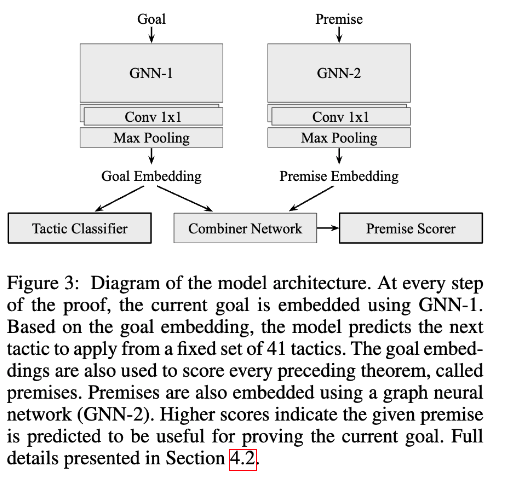 Goal
Premise
GNN-1
GNN-2
Conv 1x1
Conv 1x1
Max Pooling
Max Pooling
Goal Embedding
Premise Embedding
Tactic Classifier
Combiner Network
Premise Scorer
Figure 3: Diagram of the model architecture. At every step
of the proof, the current goal is embedded using GNN-1.
Based on the goal embedding, the model predicts the next
tactic to apply from a fixed set of 41 tactics. The goal embed-
dings are also used to score every preceding theorem, called
premises. Premises are also embedded using a graph neural
network (GNN-2). Higher scores indicate the given premise
is predicted to be useful for proving the current goal. Full
details presented in Section 4.2.